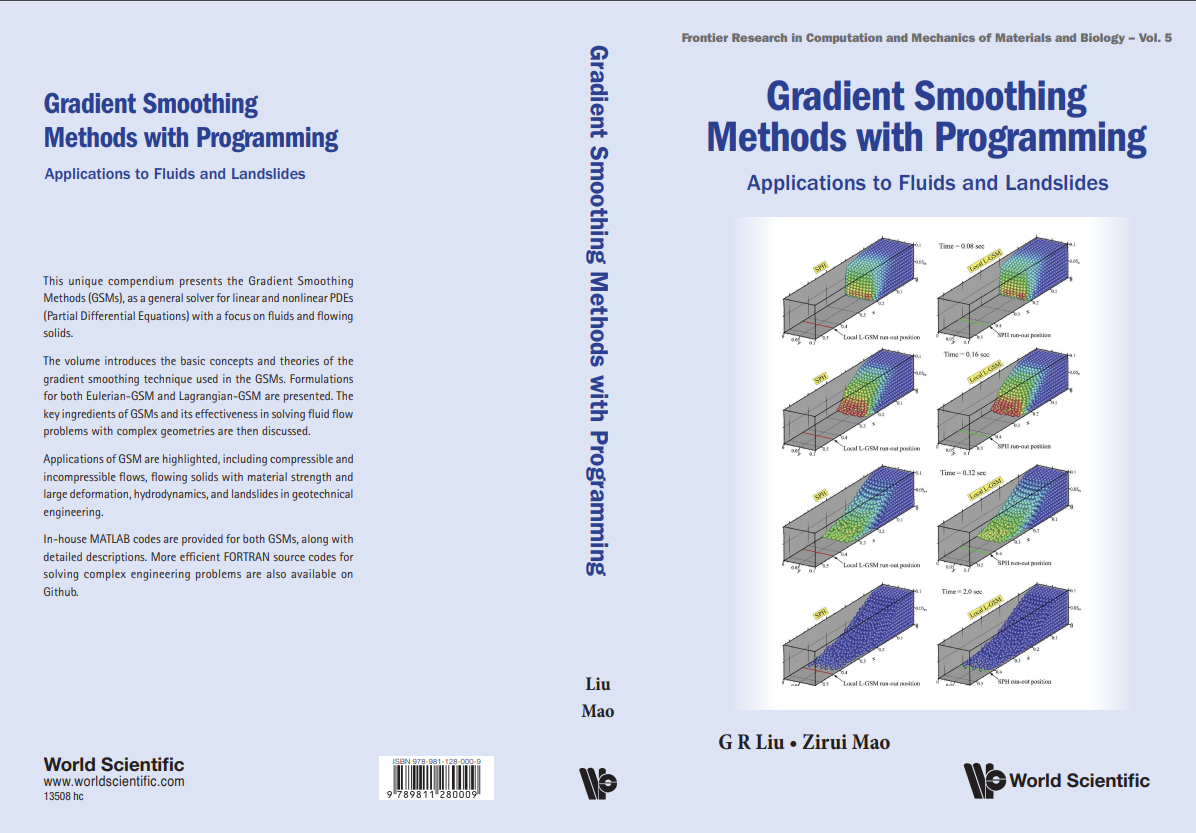 Gradient Smoothing
Methods with Programming
Applications to Fluids and Landslides
This unique compendium presents the Gradient Smoothing
Methods (GSMs), as a general solver for linear and nonlinear PDEs
(Partial Differential Equations) with a focus on fluids and flowing
solids.
The volume introduces the basic concepts and theories of the
gradient smoothing technique used in the GSMs. Formulations
for both Eulerian-GSM and Lagrangian-GSM are presented. The
key ingredients of GSMs and its effectiveness in solving fluid flow
problems with complex geometries are then discussed.
Applications of GSM are highlighted, including compressible and
incompressible flows, flowing solids with material strength and
large deformation, hydrodynamics, and landslides in geotechnical
engineering.
In-house MATLAB codes are provided for both GSMs, along with
detailed descriptions. More efficient FORTRAN source codes for
solving complex engineering problems are also available on
Github.
World Scientific
www.worldscientific.com
13508 hc
ISBN 978-981-128-000-9
9 789811 280009
Gradient Smoothing Methods with Programming
Liu
Mao
Frontier Research in Computation and Mechanics of Materials and Biology – Vol. 5
Gradient Smoothing
Methods with Programming
Applications to Fluids and Landslides
SPH
Time = 0.08 sec
Local L-GSM
Local L-GSM run-out position
SPH run-out position
SPH
Time = 0.16 sec
Local L-GSM
Local L-GSM run-out position
SPH run-out position
SPH
Time = 0.32 sec
Local L-GSM
Local L-GSM run-out position
SPH run-out position
SPH
Time = 2.0 sec
Local L-GSM
Local L-GSM run-out position
SPH run-out position
G R Liu • Zirui Mao
World Scientific